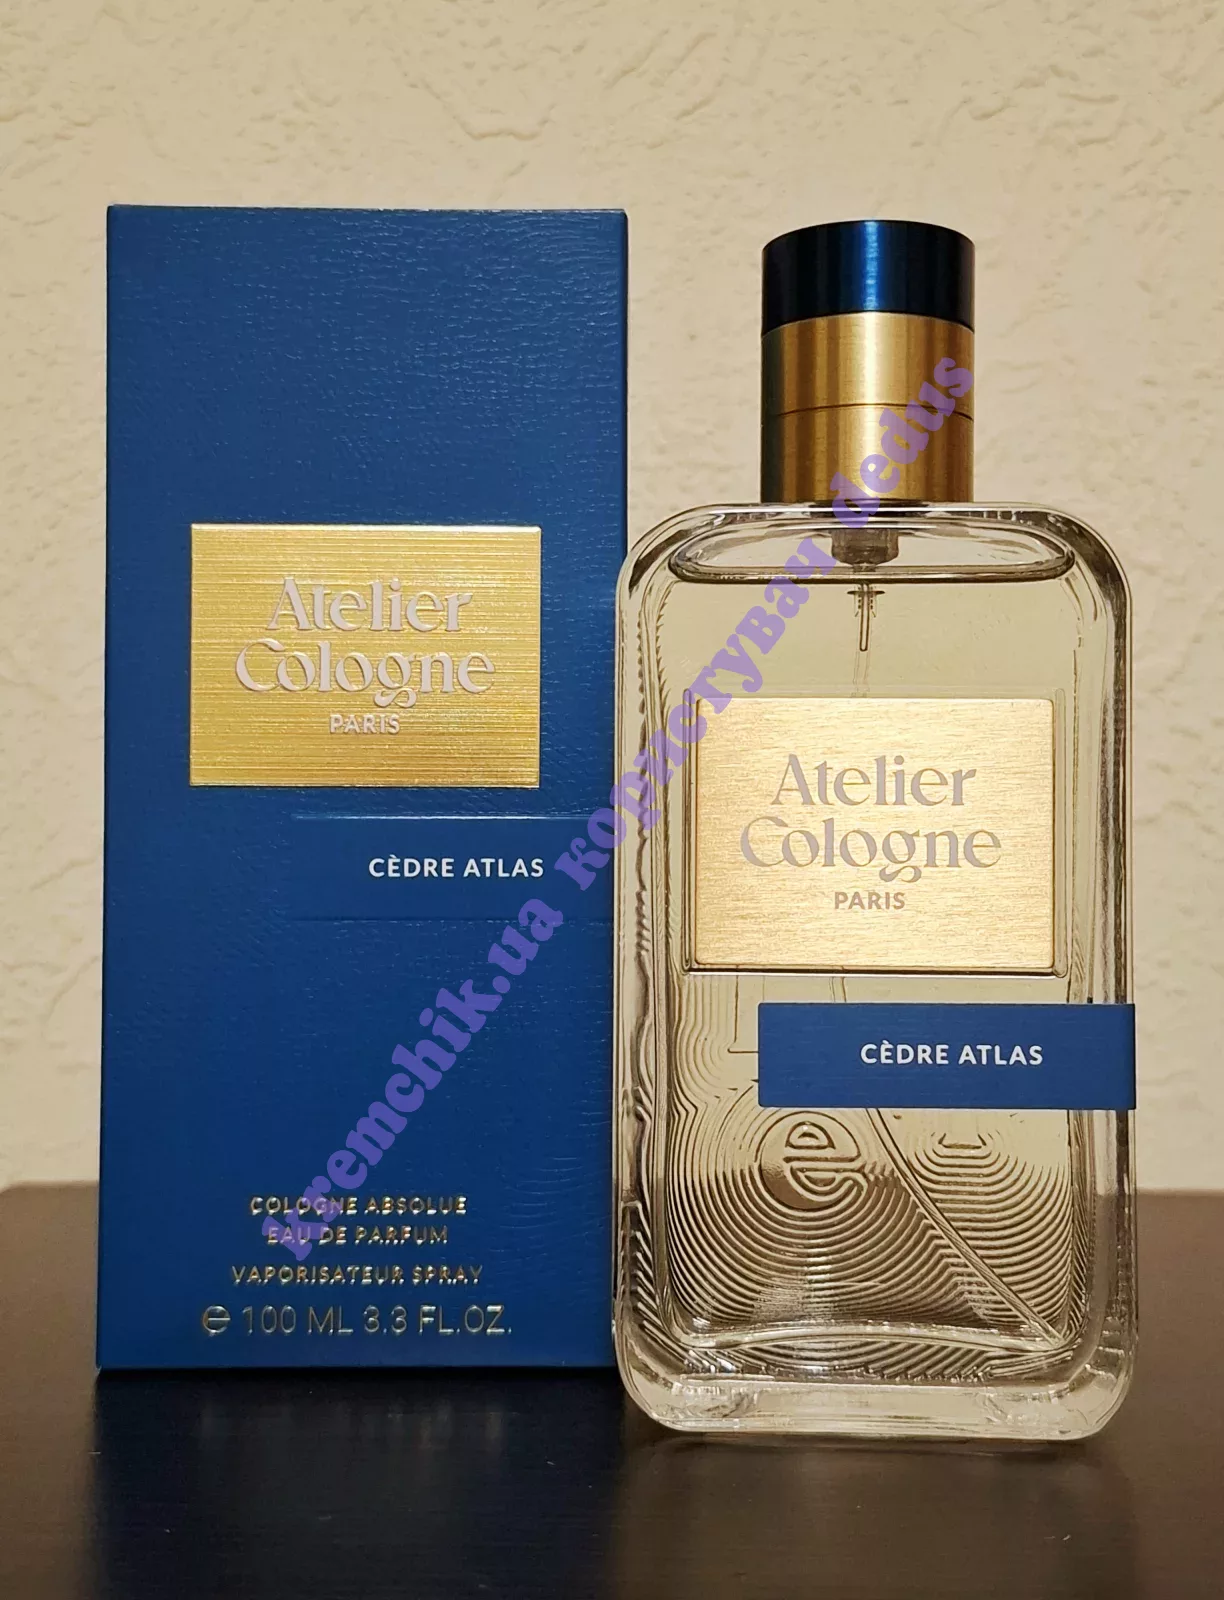 Atelier
Cologne
PARIS
CÈDRE ATLAS
COLOGNE ABSOLUE
EAU DE PARFUM
VAPORISATEUR SPRAY
℮ 100 ML 3.3 FL.OZ.
Atelier
Cologne
PARIS
CÈDRE ATLAS
kremchik.ua користував dedus